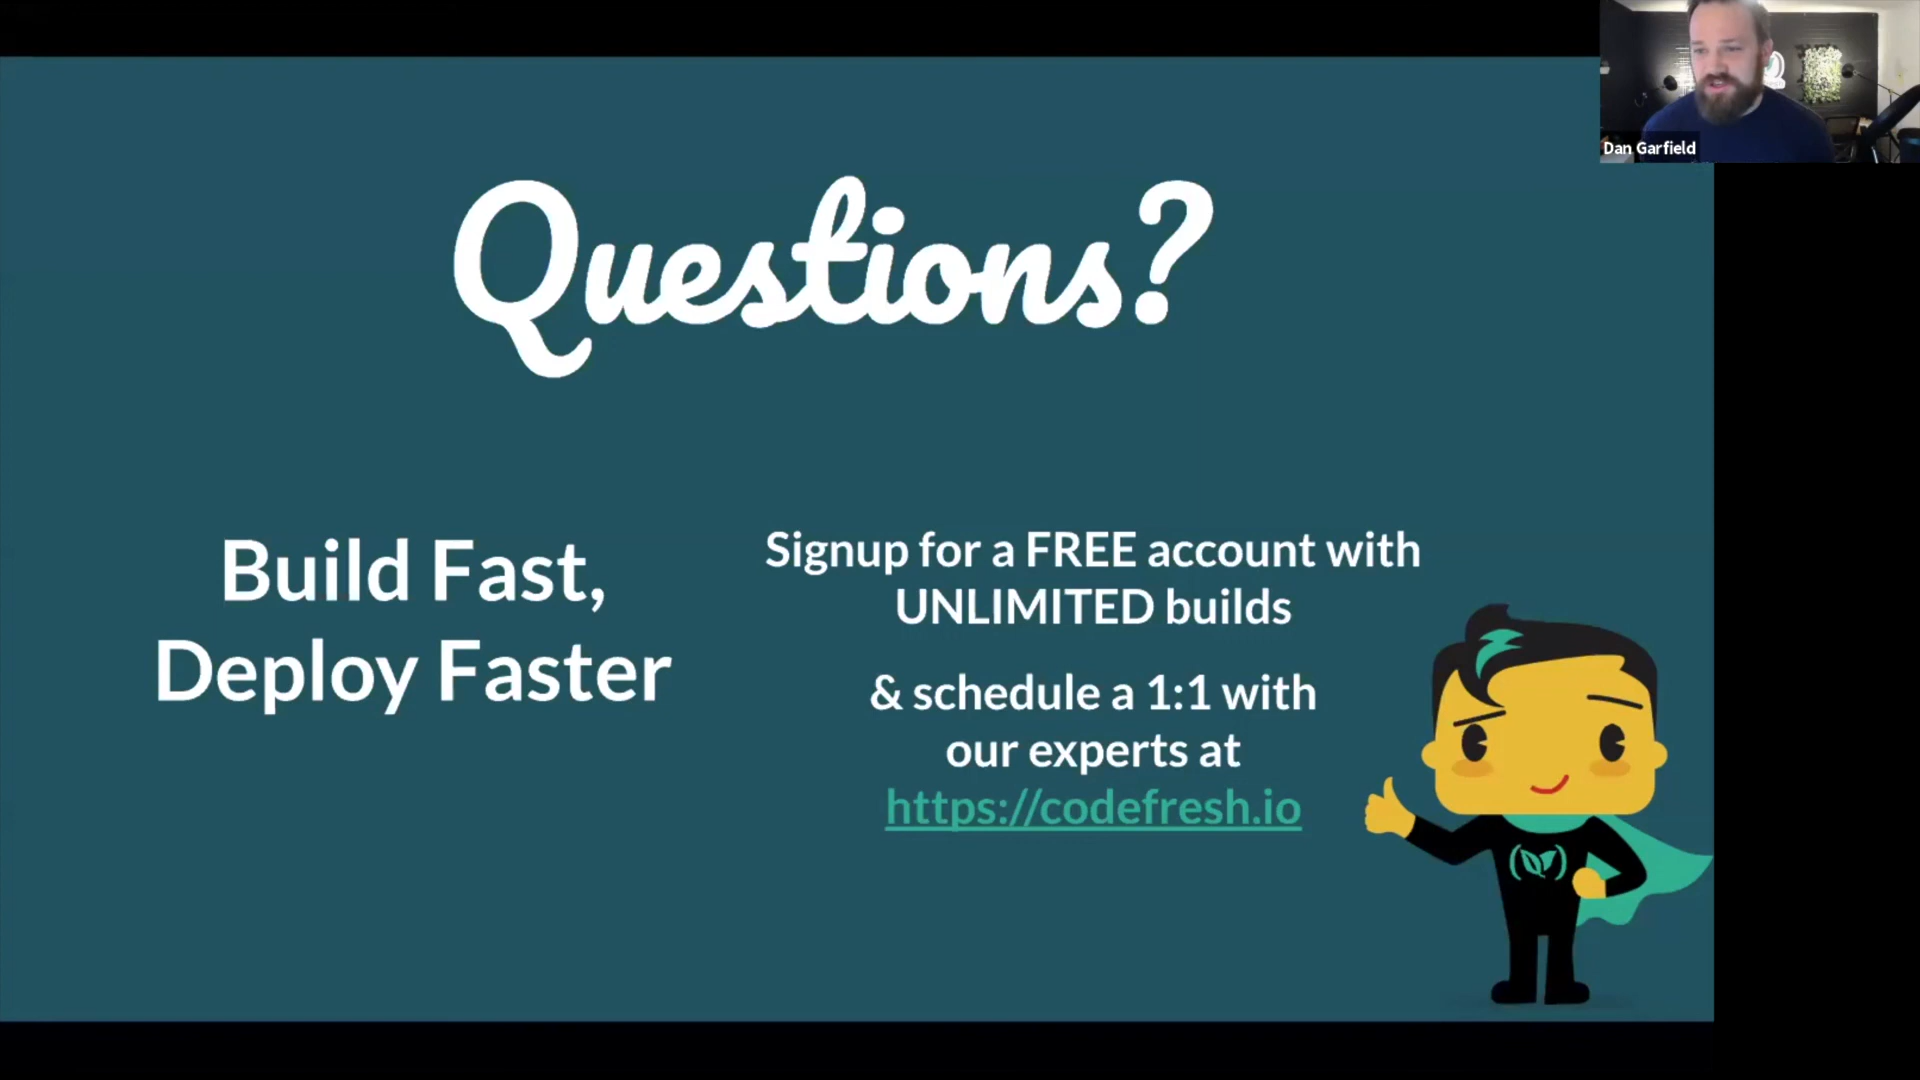 Dan Garfield
Questions?
Build Fast,
Deploy Faster
Signup for a FREE account with
UNLIMITED builds
& schedule a 1:1 with
our experts at
https://codefresh.io